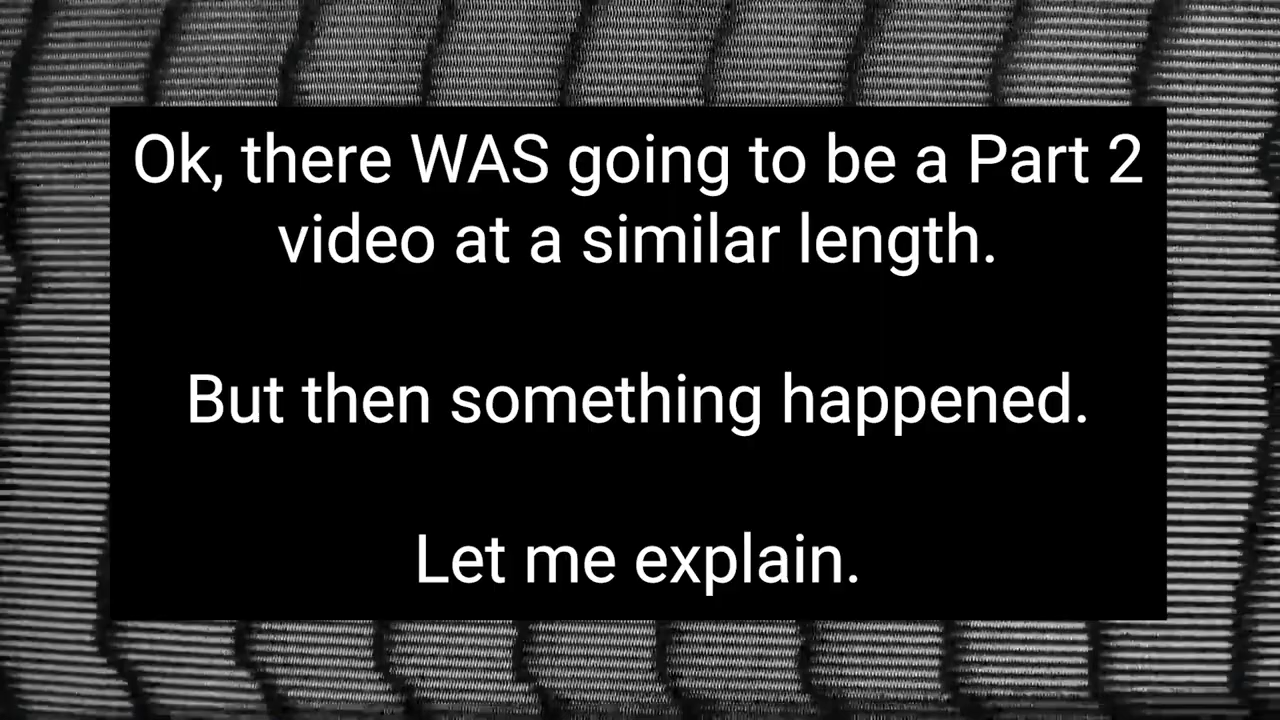 Ok, there WAS going to be a Part 2
video at a similar length.
But then something happened.
Let me explain.